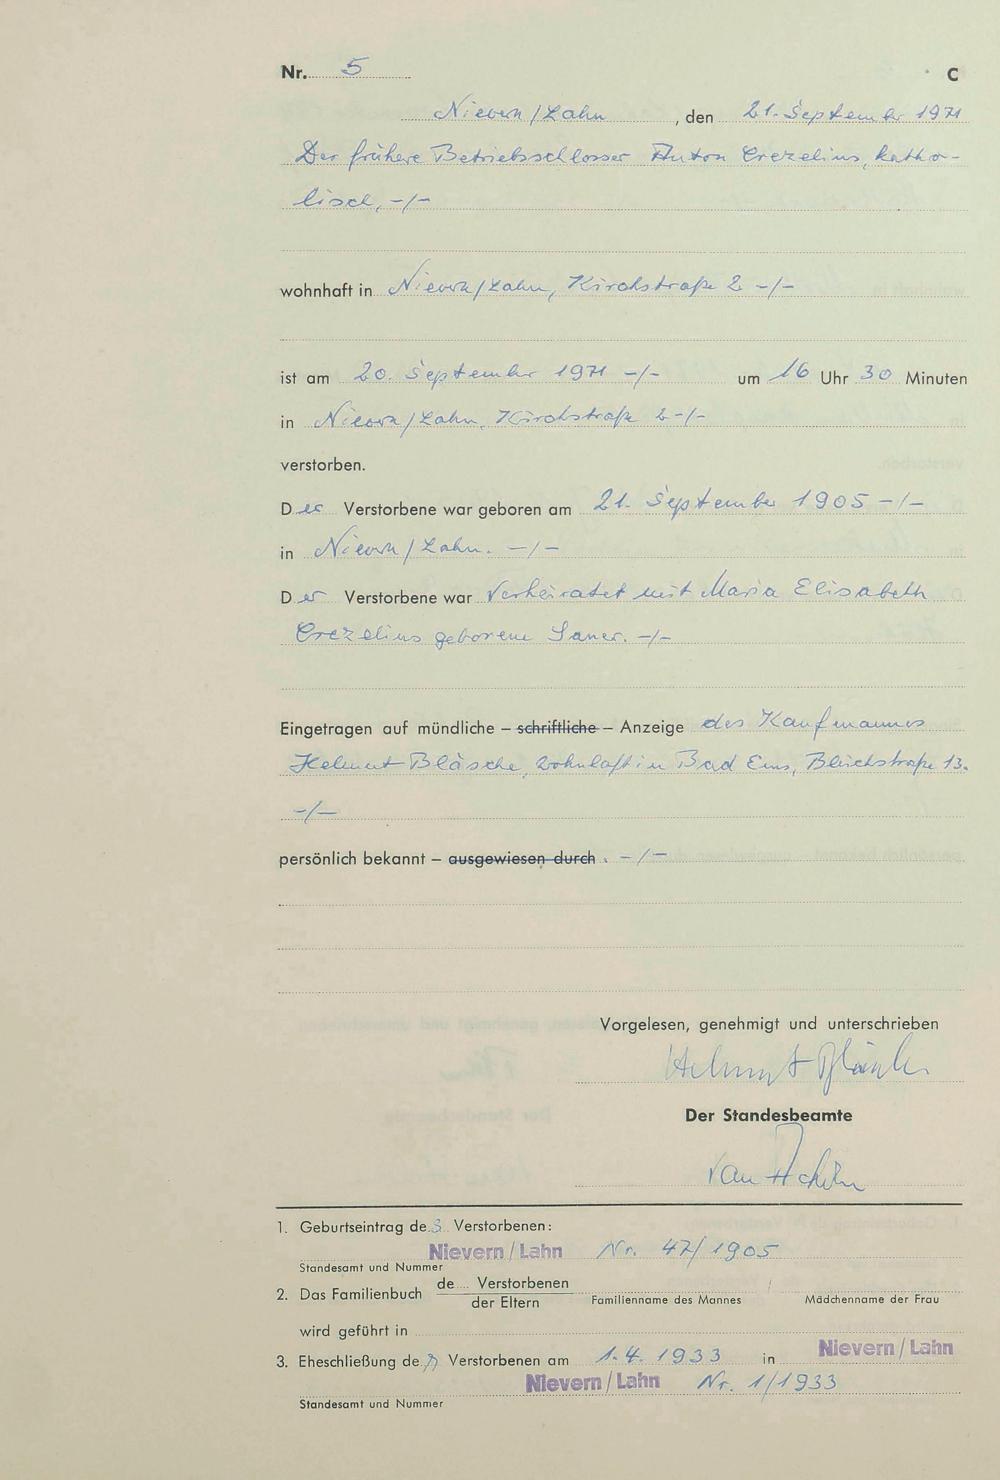 Nr. 5 C
Nievern/Lahn, den 21. September 1971
Der frühere Betriebsschlosser Anton Crezelius, katho-
lisch, -/-
wohnhaft in Nievern/Lahn, Kirchstraße 2 -/-
ist am 20. September 1971 -/- um 16 Uhr 30 Minuten
in Nievern/Lahn, Kirchstraße 2 -/-
verstorben.
Der Verstorbene war geboren am 21. September 1905 -/-
in Nievern/Lahn. -/-
Der Verstorbene war verheiratet mit Maria Elisabeth
Crezelius geborene -/-
Eingetragen auf mündliche – schriftliche – Anzeige des Kaufmannes
Helmut Bläsche, wohnhaft in Bad Ems, Bleichstraße 13.
-/-
persönlich bekannt – ausgewiesen durch . -/-
Vorgelesen, genehmigt und unterschrieben
Helmut Bläsche
Der Standesbeamte
1. Geburtseintrag des Verstorbenen:
Nievern/Lahn Nr. 47/1905
Standesamt und Nummer
2. Das Familienbuch de Verstorbenen
der Eltern Familienname des Mannes Mädchenname der Frau
wird geführt in
3. Eheschließung des Verstorbenen am 1.4.1933 in Nievern/Lahn
Nievern/Lahn Nr. 1/1933
Standesamt und Nummer